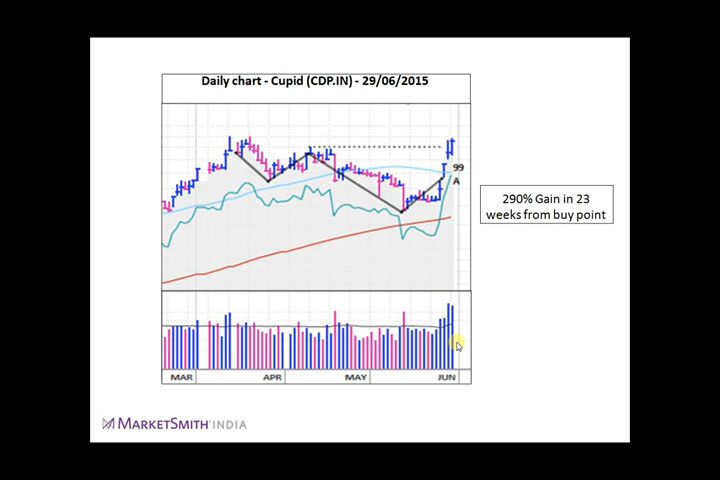 Daily chart - Cupid (CDP.IN) - 29/06/2015
99
A
290% Gain in 23
weeks from buy point
MAR APR MAY JUN
MARKETSMITH INDIA